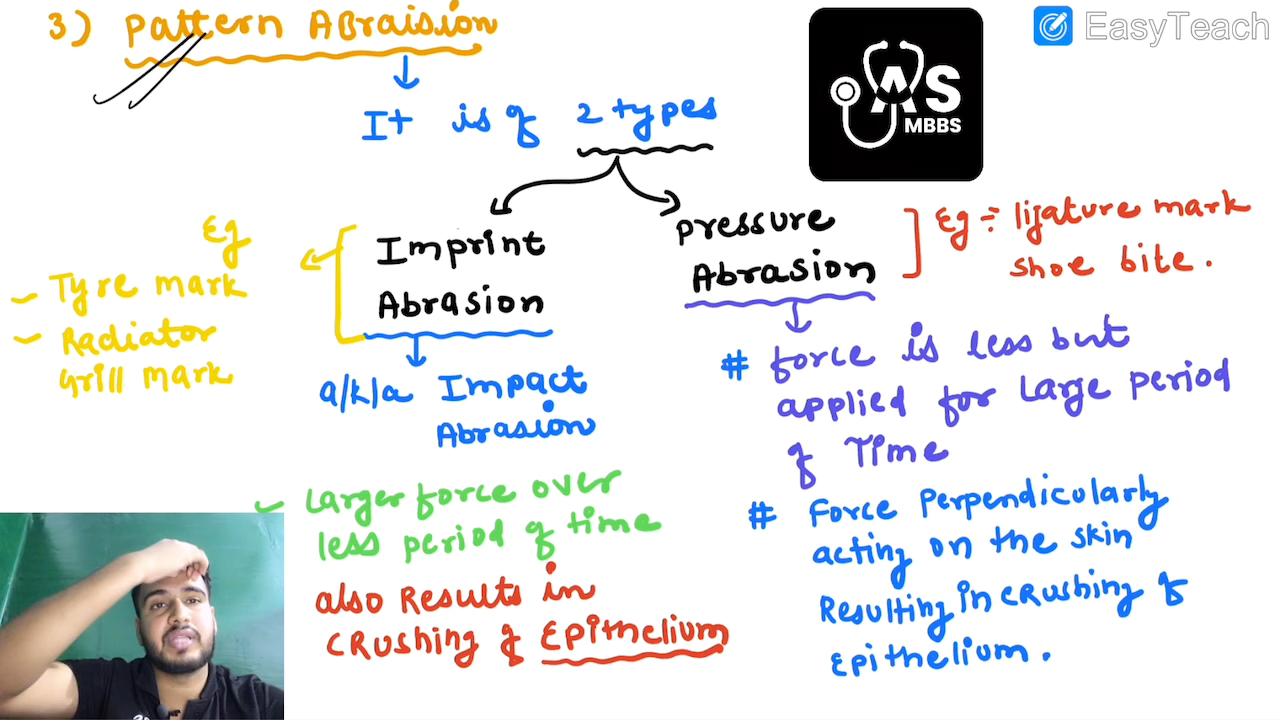 3) Pattern Abraision
EasyTeach
AS
MBBS
It is of 2 types
Eg
Tyre mark
Radiator
Grill mark
Imprint
Abrasion
a/k/a Impact
Abrasion
Larger force over
less period of time
also Results in
crushing of Epithelium
pressure
Abrasion
Eg ÷ ligature mark
shoe bite.
# force is less but
applied for Large period
of Time
# Force perpendicularly
acting on the skin
Resulting in crushing of
Epithelium.